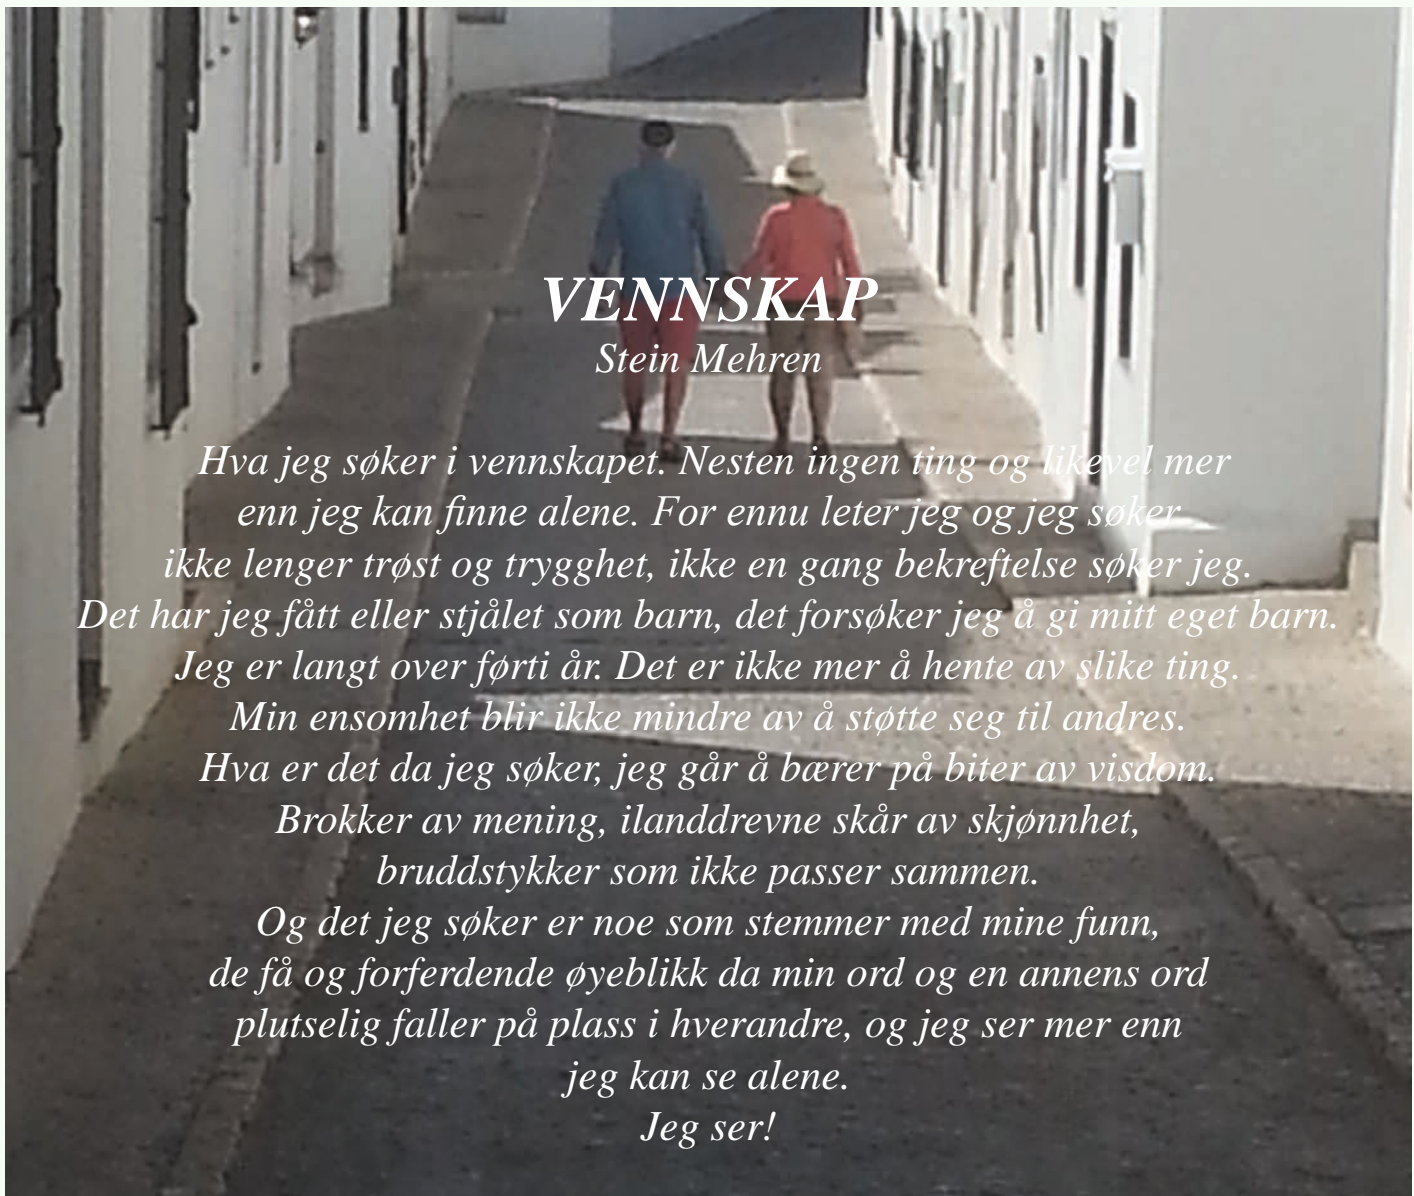 VENNSKAP
Stein Mehren
Hva jeg søker i vennskapet. Nesten ingen ting og likevel mer
enn jeg kan finne alene. For ennu leter jeg og jeg søker
ikke lenger trøst og trygghet, ikke en gang bekreftelse søker jeg.
Det har jeg fått eller stjålet som barn, det forsøker jeg å gi mitt eget barn.
Jeg er langt over førti år. Det er ikke mer å hente av slike ting.
Min ensomhet blir ikke mindre av å støtte seg til andres.
Hva er det da jeg søker, jeg går å bærer på biter av visdom.
Brokker av mening, ilanddrevne skår av skjønnhet,
bruddstykker som ikke passer sammen.
Og det jeg søker er noe som stemmer med mine funn,
de få og forferdende øyeblikk da min ord og en annens ord
plutselig faller på plass i hverandre, og jeg ser mer enn
jeg kan se alene.
Jeg ser!